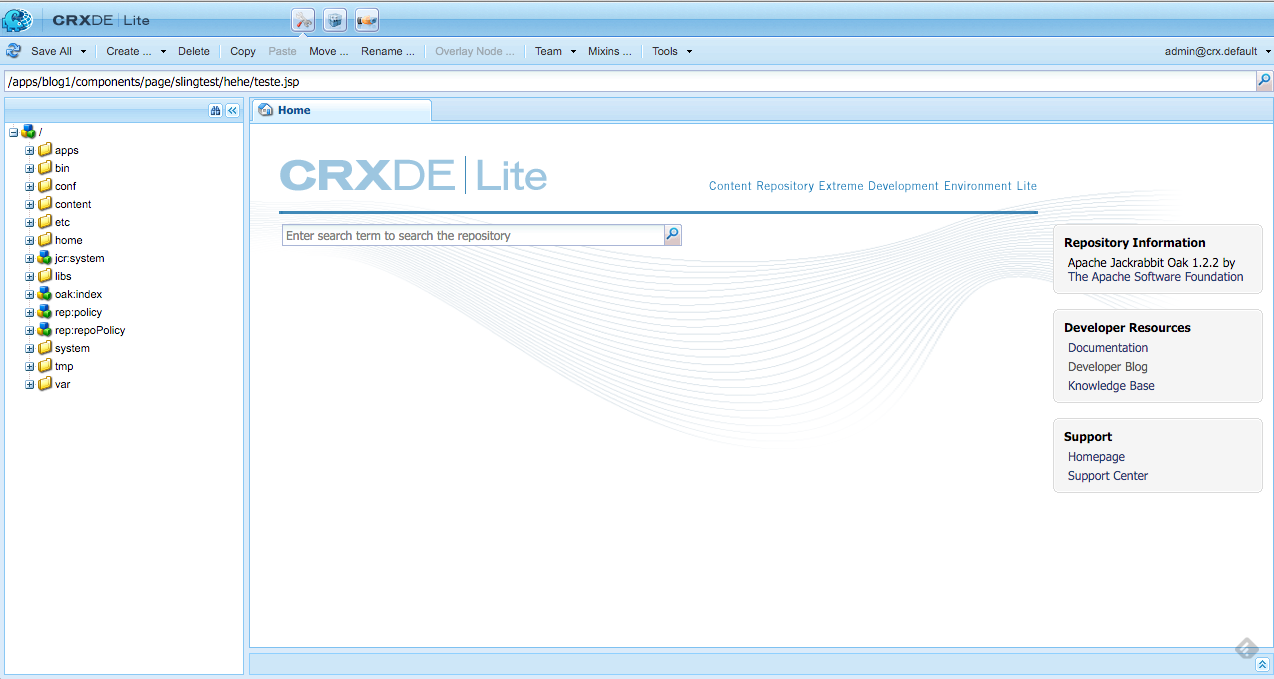 CRXDE | Lite
Save All Create ... Delete Copy Paste Move ... Rename ... Overlay Node ... Team Mixins ... Tools admin@crx.default
/apps/blog1/components/page/slingtest/hehe/teste.jsp
Home
/
apps
bin
conf
content
etc
home
jcr:system
libs
oak:index
rep:policy
rep:repoPolicy
system
tmp
var
CRXDE | Lite
Content Repository Extreme Development Environment Lite
Enter search term to search the repository
Repository Information
Apache Jackrabbit Oak 1.2.2 by
The Apache Software Foundation
Developer Resources
Documentation
Developer Blog
Knowledge Base
Support
Homepage
Support Center